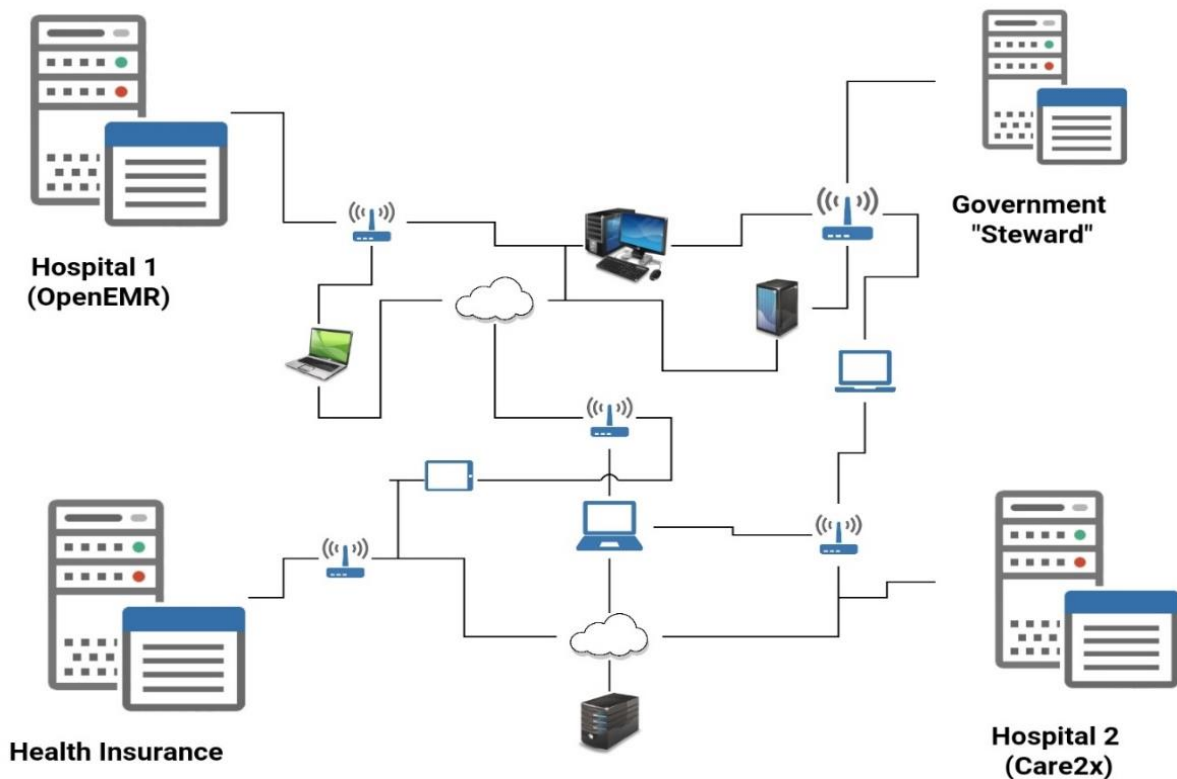 Hospital 1
(OpenEMR)
Government
"Steward"
Health Insurance
Hospital 2
(Care2x)